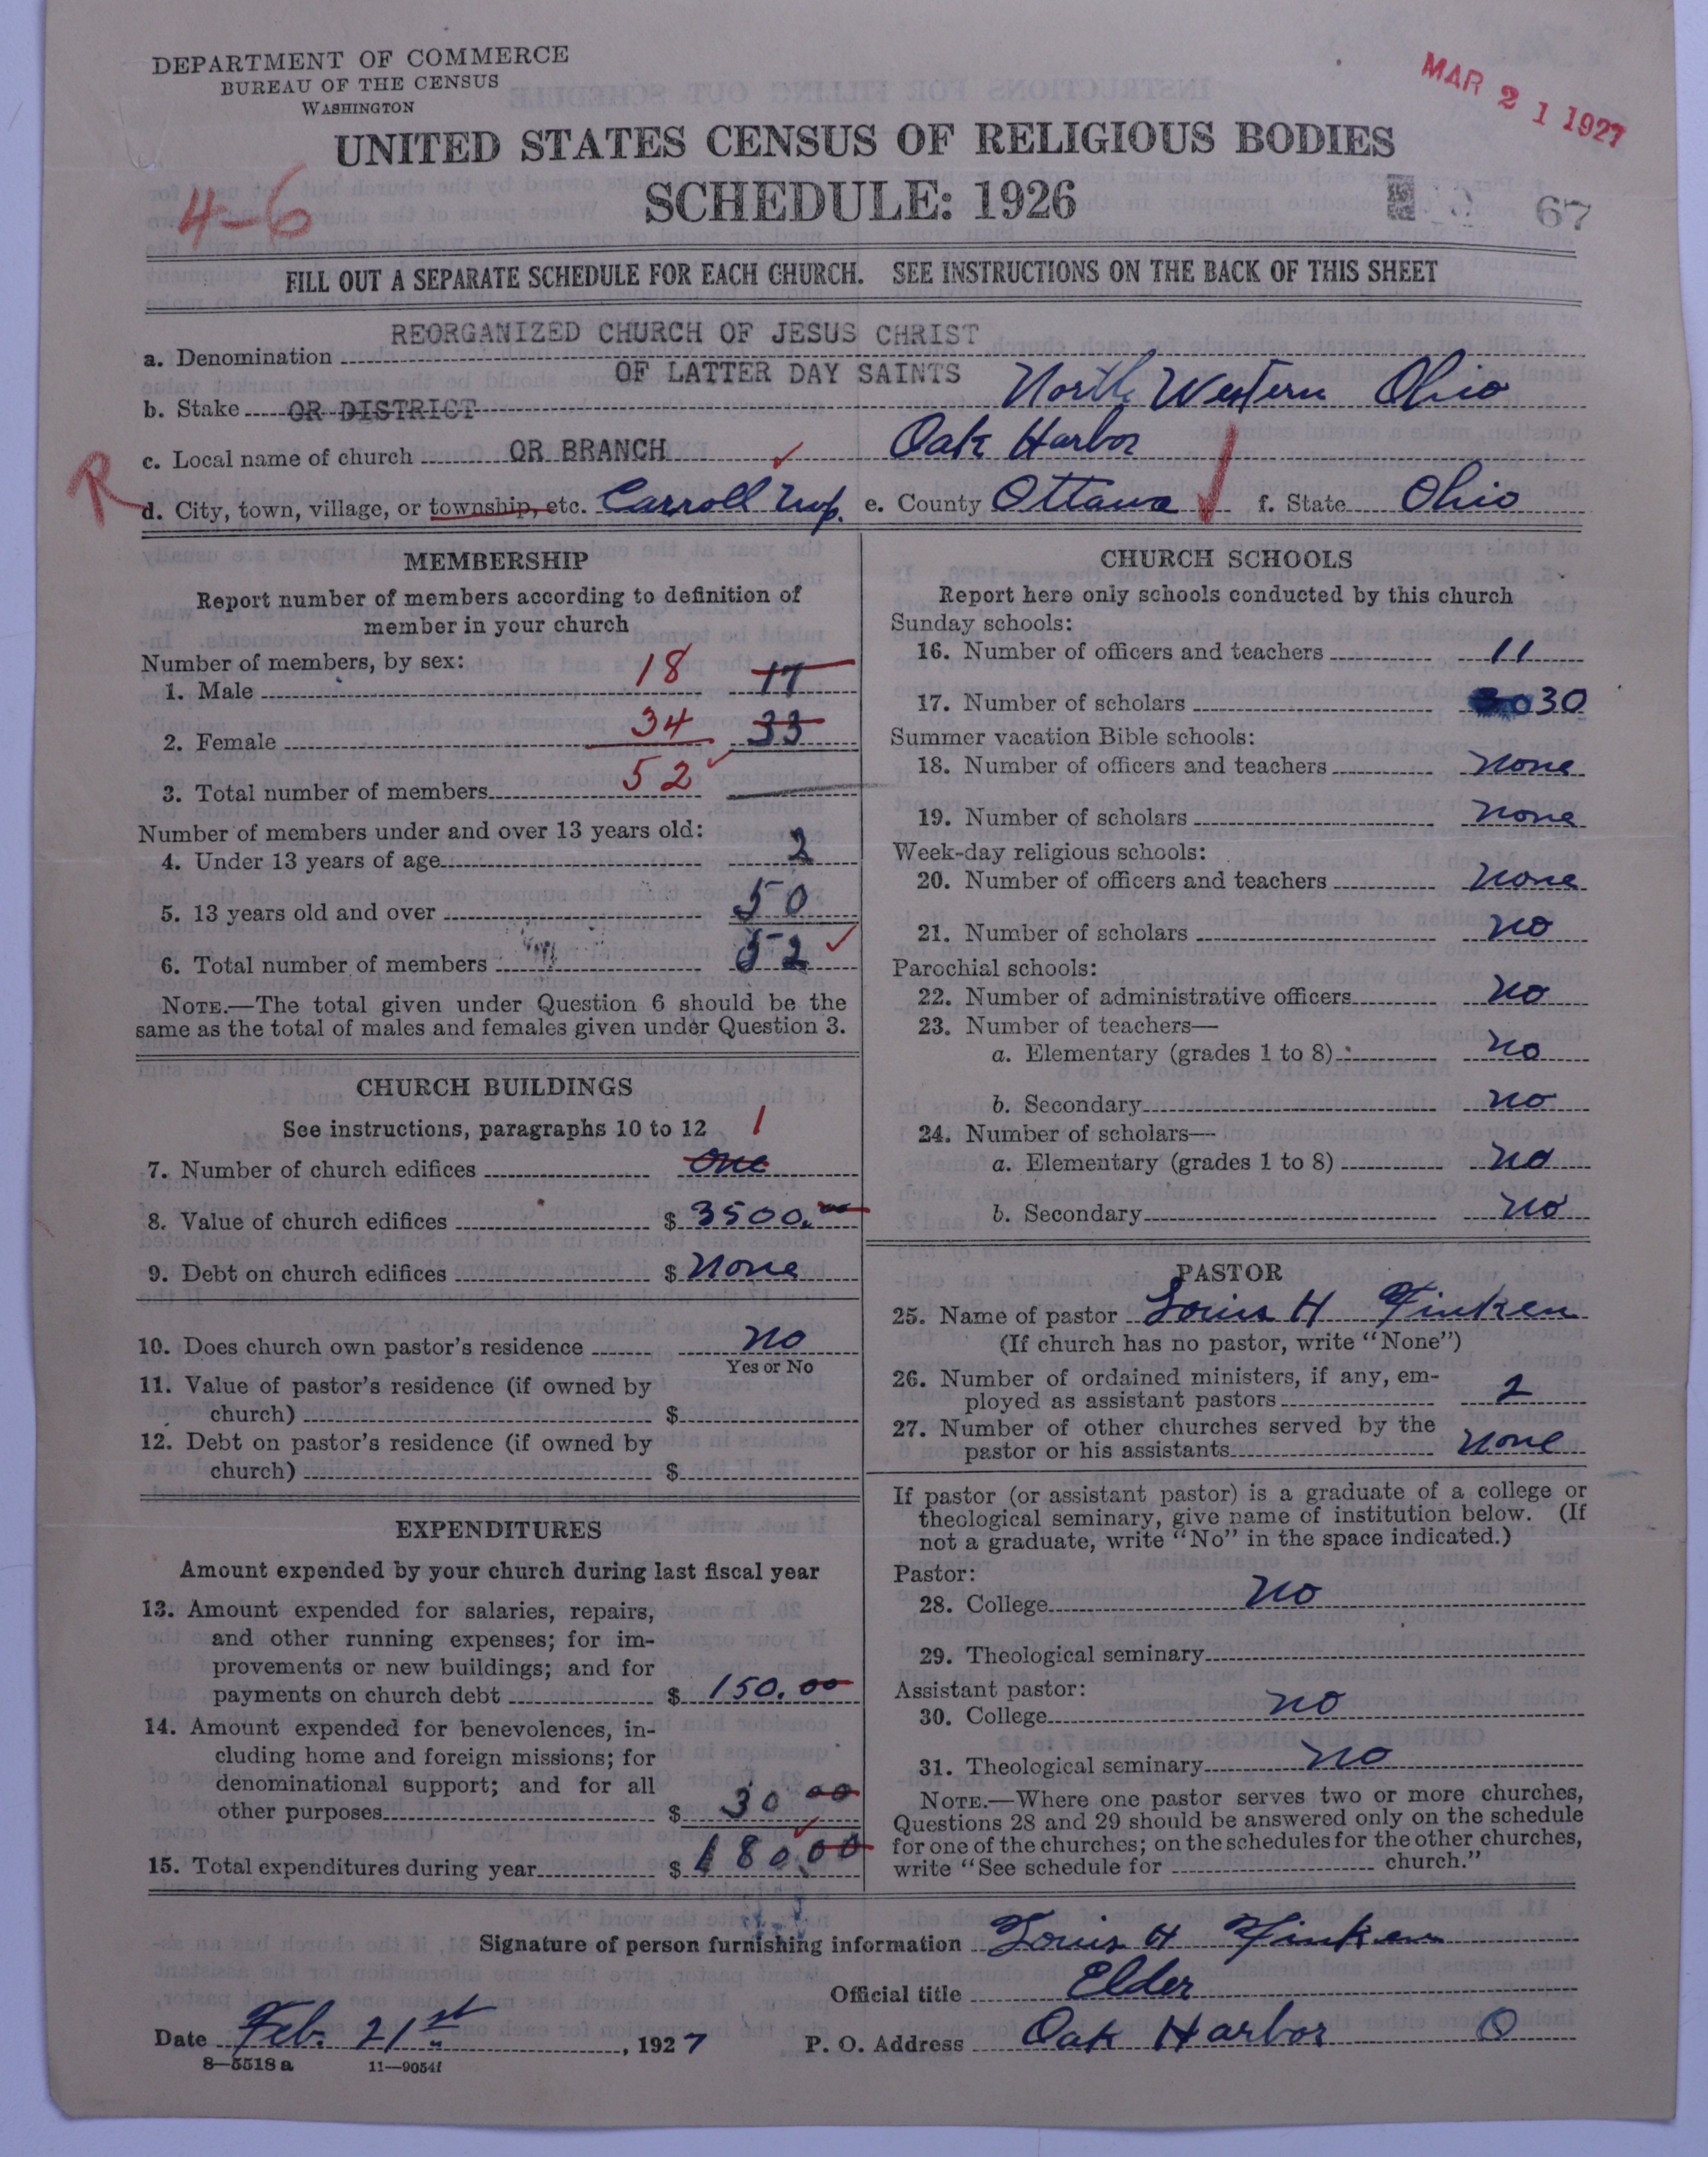 DEPARTMENT OF COMMERCE
BUREAU OF THE CENSUS
WASHINGTON
MAR 21 1927
UNITED STATES CENSUS OF RELIGIOUS BODIES
4-6
SCHEDULE: 1926
67
FILL OUT A SEPARATE SCHEDULE FOR EACH CHURCH. SEE INSTRUCTIONS ON THE BACK OF THIS SHEET
REORGANIZED CHURCH OF JESUS CHRIST
a. Denomination
OF LATTER DAY SAINTS
b. Stake OR DISTRICT North Western Ohio
c. Local name of church OR BRANCH Oak Harbor
R
d. City, town, village, or township, etc. Carroll Twp. e. County Ottawa f. State Ohio
MEMBERSHIP
Report number of members according to definition of
member in your church
Number of members, by sex:
1. Male 18 17
2. Female 34 33
3. Total number of members 52
Number of members under and over 13 years old:
4. Under 13 years of age 2
5. 13 years old and over 50
6. Total number of members 52
NOTE.—The total given under Question 6 should be the
same as the total of males and females given under Question 3.
CHURCH BUILDINGS
See instructions, paragraphs 10 to 12 1
7. Number of church edifices one
8. Value of church edifices $ 3500.00
9. Debt on church edifices $ None
10. Does church own pastor's residence no
Yes or No
11. Value of pastor's residence (if owned by
church) $
12. Debt on pastor's residence (if owned by
church) $
EXPENDITURES
Amount expended by your church during last fiscal year
13. Amount expended for salaries, repairs,
and other running expenses; for im-
provements or new buildings; and for
payments on church debt $ 150.00
14. Amount expended for benevolences, in-
cluding home and foreign missions; for
denominational support; and for all
other purposes $ 30 00
15. Total expenditures during year $ 180.00
CHURCH SCHOOLS
Report here only schools conducted by this church
Sunday schools:
16. Number of officers and teachers 11
17. Number of scholars 30
Summer vacation Bible schools:
18. Number of officers and teachers none
19. Number of scholars none
Week-day religious schools:
20. Number of officers and teachers none
21. Number of scholars no
Parochial schools:
22. Number of administrative officers no
23. Number of teachers—
a. Elementary (grades 1 to 8) no
b. Secondary no
24. Number of scholars—
a. Elementary (grades 1 to 8) no
b. Secondary no
PASTOR
25. Name of pastor Louis H Finken
(If church has no pastor, write "None")
26. Number of ordained ministers, if any, em-
ployed as assistant pastors 2
27. Number of other churches served by the
pastor or his assistants none
If pastor (or assistant pastor) is a graduate of a college or
theological seminary, give name of institution below. (If
not a graduate, write "No" in the space indicated.)
Pastor:
28. College no
29. Theological seminary
Assistant pastor:
30. College no
31. Theological seminary no
NOTE.—Where one pastor serves two or more churches,
Questions 28 and 29 should be answered only on the schedule
for one of the churches; on the schedules for the other churches,
write "See schedule for church."
Signature of person furnishing information Louis H Finken
Official title Elder
Date Feb. 21st, 1927 P. O. Address Oak Harbor O
8—5518 a 11—9054f